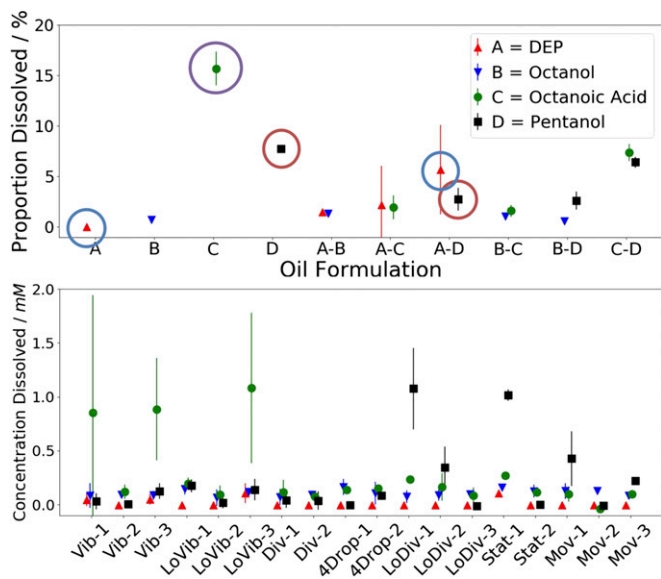 Proportion Dissolved / %
20
15
10
5
0
A = DEP
B = Octanol
C = Octanoic Acid
D = Pentanol
A B C D A-B A-C A-D B-C B-D C-D
Oil Formulation
Concentration Dissolved / mM
2.0
1.5
1.0
0.5
0.0
Vib-1 Vib-2 Vib-3 LoVib-1 LoVib-2 LoVib-3 Div-1 Div-2 4Drop-1 4Drop-2 LoDiv-1 LoDiv-2 LoDiv-3 Stat-1 Stat-2 Mov-1 Mov-2 Mov-3